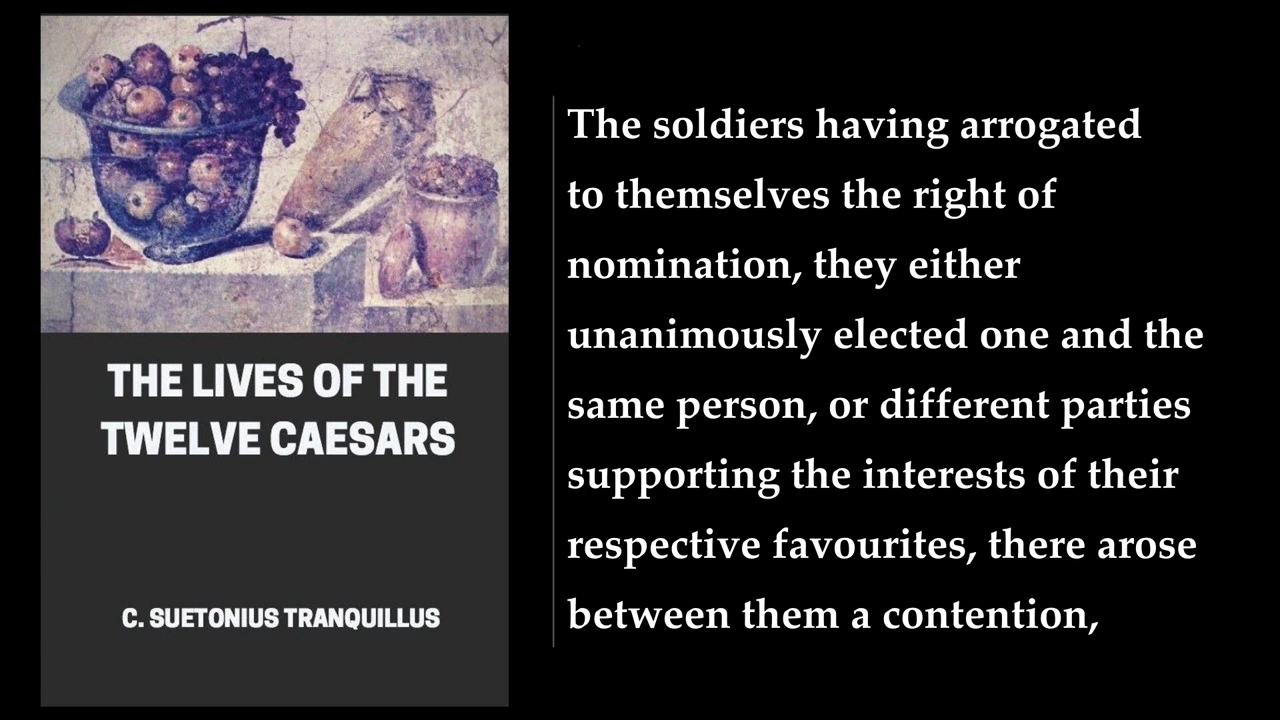 THE LIVES OF THE
TWELVE CAESARS
C. SUETONIUS TRANQUILLUS
The soldiers having arrogated
to themselves the right of
nomination, they either
unanimously elected one and the
same person, or different parties
supporting the interests of their
respective favourites, there arose
between them a contention,